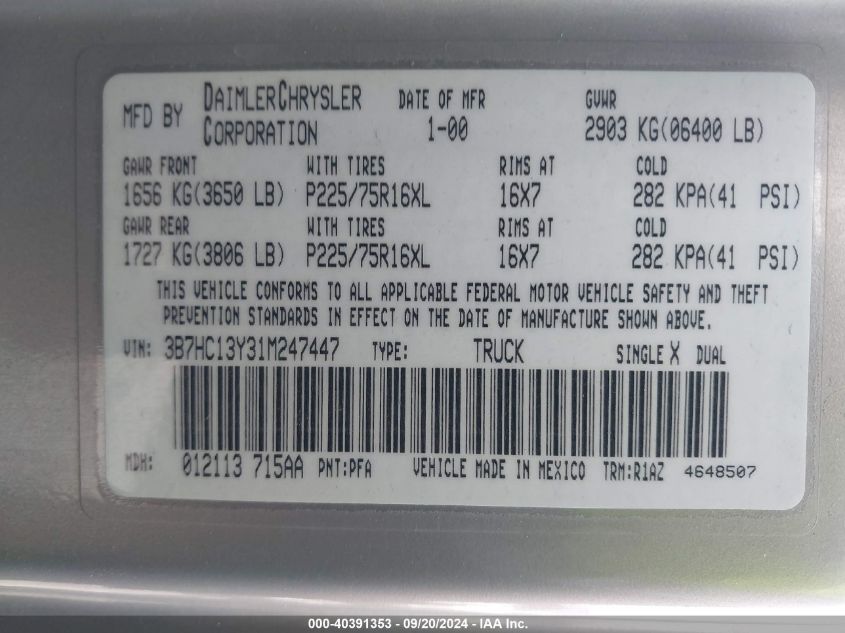 MFD BY DAIMLERCHRYSLER CORPORATION DATE OF MFR 1-00 GVWR 2903 KG(06400 LB)
GAWR FRONT WITH TIRES RIMS AT COLD
1656 KG(3650 LB) P225/75R16XL 16X7 282 KPA(41 PSI)
GAWR REAR WITH TIRES RIMS AT COLD
1727 KG(3806 LB) P225/75R16XL 16X7 282 KPA(41 PSI)
THIS VEHICLE CONFORMS TO ALL APPLICABLE FEDERAL MOTOR VEHICLE SAFETY AND THEFT
PREVENTION STANDARDS IN EFFECT ON THE DATE OF MANUFACTURE SHOWN ABOVE.
VIN: 3B7HC13Y31M247447 TYPE: TRUCK SINGLE X DUAL
MDH: 012113 715AA PNT:PFA VEHICLE MADE IN MEXICO TRM:R1AZ 4648507
000-40391353 - 09/20/2024 - IAA Inc.